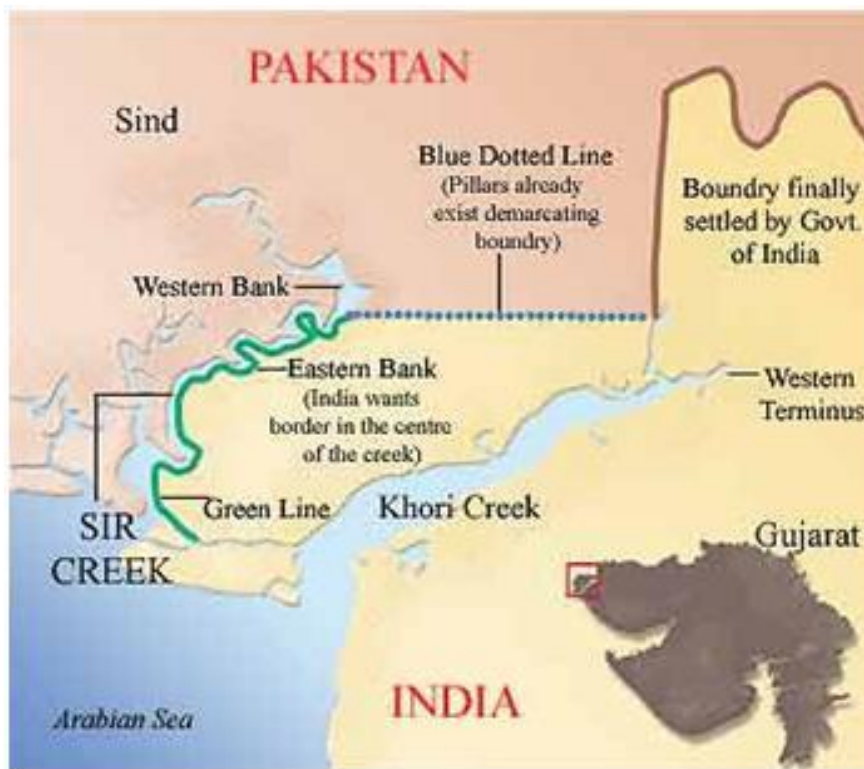 PAKISTAN
Sind
Blue Dotted Line
(Pillars already
exist demarcating
boundry)
Boundry finally
settled by Govt.
of India
Western Bank
Eastern Bank
(India wants
border in the centre
of the creek)
Western
Terminus
Green Line
Khori Creek
SIR
CREEK
Gujarat
INDIA
Arabian Sea